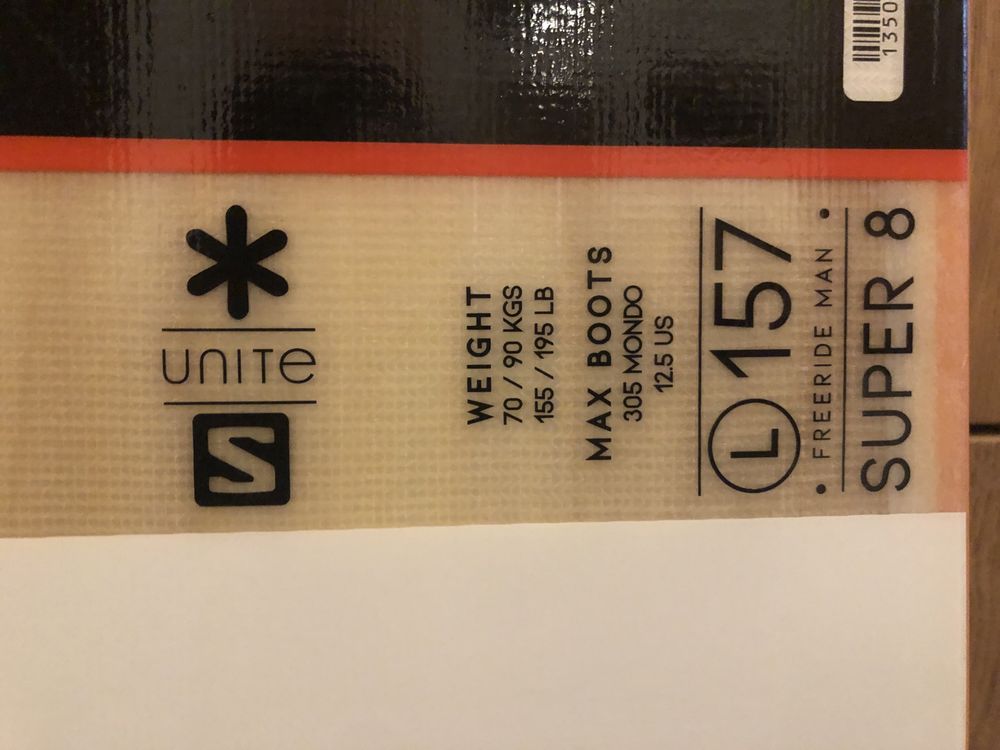 SUPER 8
• FREERIDE MAN •
L 157
MAX BOOTS
305 MONDO
12.5 US
WEIGHT
70 / 90 KGS
155 / 195 LB
S UNITE